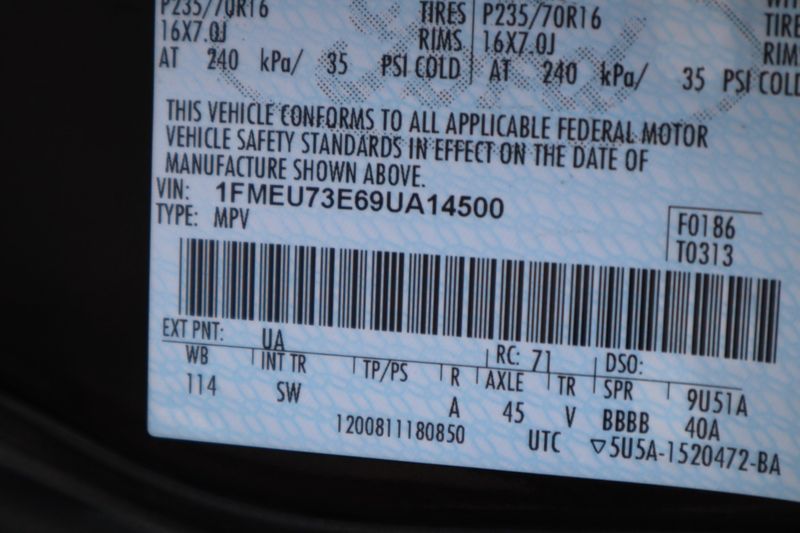 P235/70R16 TIRES P235/70R16
16X7.0J RIMS 16X7.0J TIRE
AT 240 kPa/ 35 PSI COLD AT 240 kPa/ 35 PSI COLD
THIS VEHICLE CONFORMS TO ALL APPLICABLE FEDERAL MOTOR
VEHICLE SAFETY STANDARDS IN EFFECT ON THE DATE OF
MANUFACTURE SHOWN ABOVE.
VIN: 1FMEU73E69UA14500
TYPE: MPV F0186
T0313
EXT PNT: UA RC: 71 DSO:
WB INT TR TP/PS R AXLE TR SPR 9U51A
114 SW A 45 V BBBB 40A
1200811180850 UTC ▽5U5A-1520472-BA